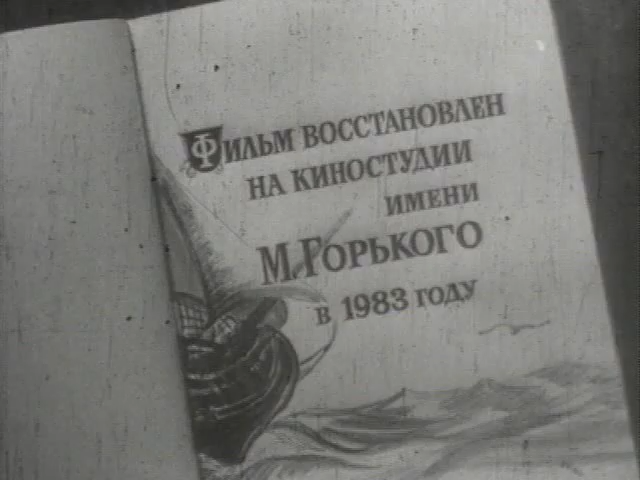 ФИЛЬМ ВОССТАНОВЛЕН
НА КИНОСТУДИИ
ИМЕНИ
М. ГОРЬКОГО
В 1983 ГОДУ